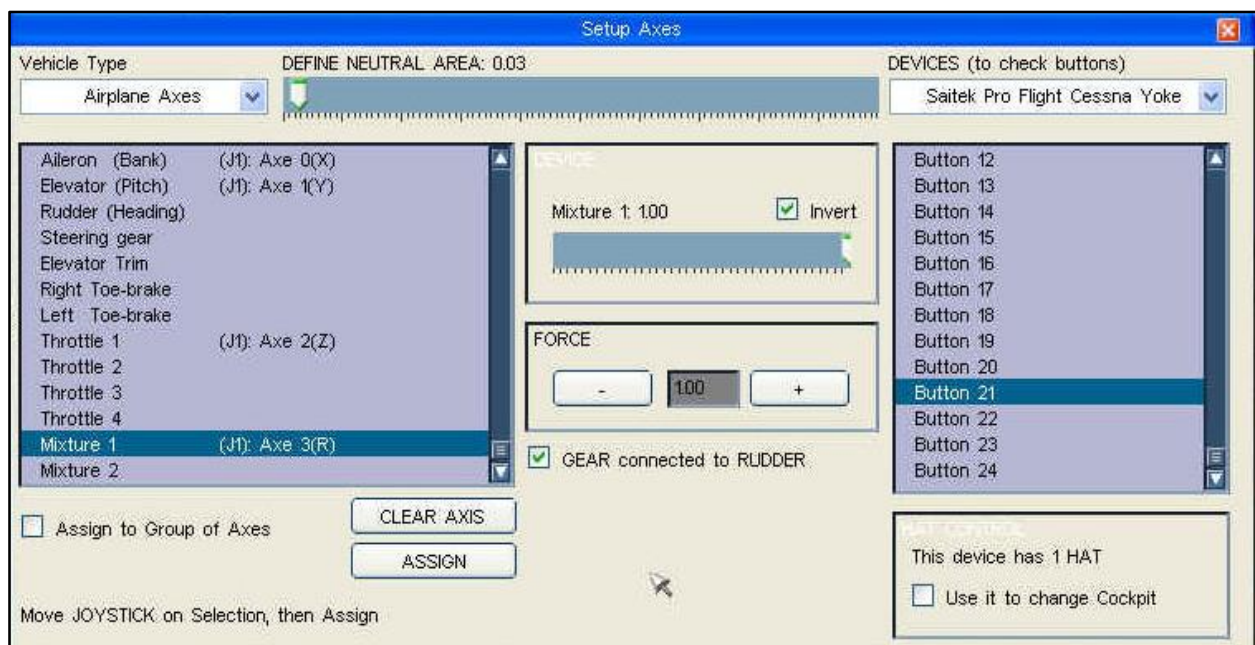 Setup Axes
Vehicle Type
DEFINE NEUTRAL AREA: 0.03
DEVICES (to check buttons)
Airplane Axes
Saitek Pro Flight Cessna Yoke
Aileron (Bank) (J1): Axe 0(X)
Elevator (Pitch) (J1): Axe 1(Y)
Rudder (Heading)
Steering gear
Elevator Trim
Right Toe-brake
Left Toe-brake
Throttle 1 (J1): Axe 2(Z)
Throttle 2
Throttle 3
Throttle 4
Mixture 1 (J1): Axe 3(R)
Mixture 2
Assign to Group of Axes
CLEAR AXIS
ASSIGN
Move JOYSTICK on Selection, then Assign
DEVICE
Mixture 1: 1.00
Invert
FORCE
-
1.00
+
GEAR connected to RUDDER
Button 12
Button 13
Button 14
Button 15
Button 16
Button 17
Button 18
Button 19
Button 20
Button 21
Button 22
Button 23
Button 24
HAT CONTROL
This device has 1 HAT
Use it to change Cockpit